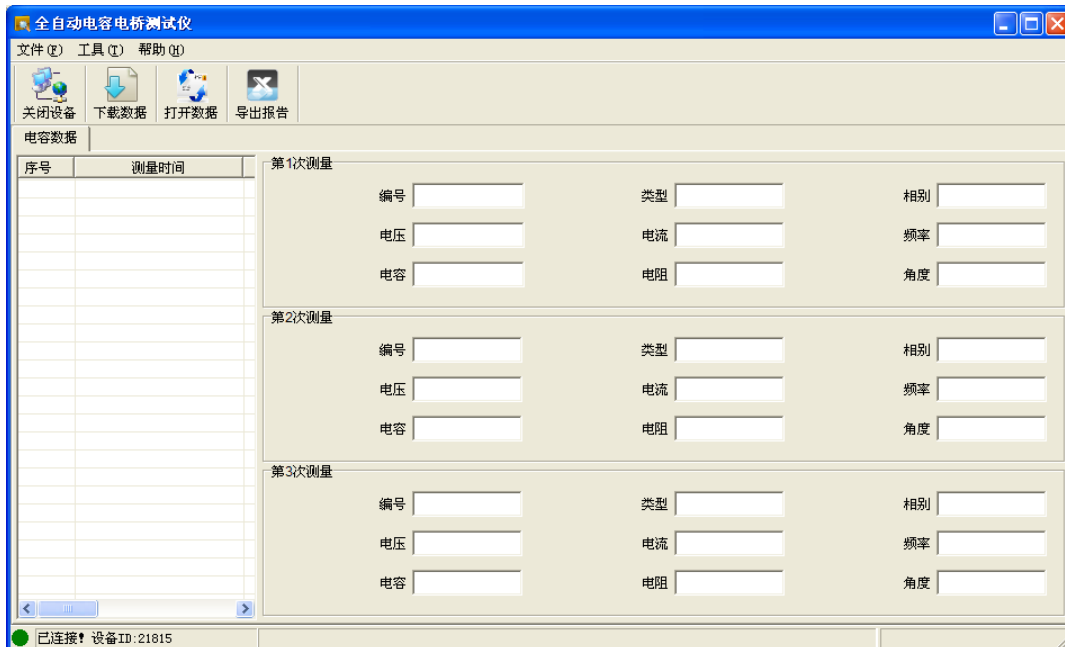 全自动电容电桥测试仪
文件(F) 工具(T) 帮助(H)
关闭设备 下载数据 打开数据 导出报告
电容数据
序号 测量时间
第1次测量
编号 类型 相别
电压 电流 频率
电容 电阻 角度
第2次测量
编号 类型 相别
电压 电流 频率
电容 电阻 角度
第3次测量
编号 类型 相别
电压 电流 频率
电容 电阻 角度
已连接! 设备ID:21815